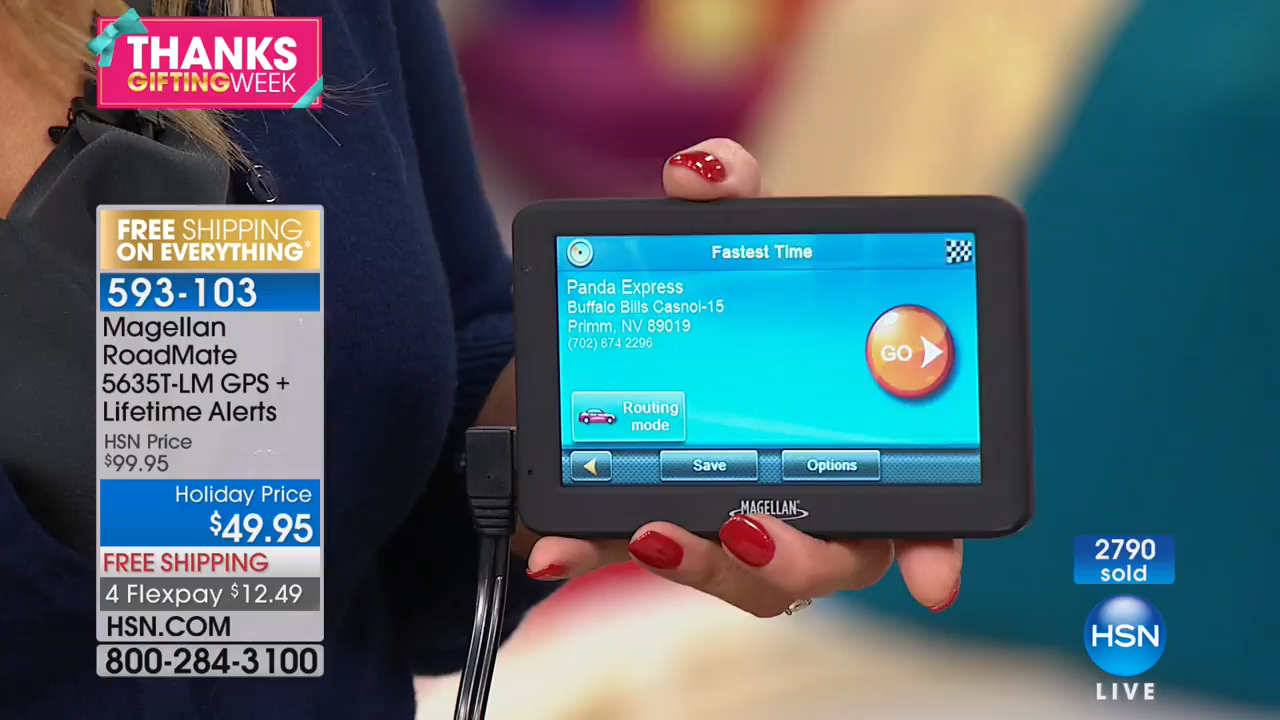 THANKS
GIFTINGWEEK
FREE SHIPPING
ON EVERYTHING*
593-103
Magellan
RoadMate
5635T-LM GPS +
Lifetime Alerts
HSN Price
$99.95
Holiday Price
$49.95
FREE SHIPPING
4 Flexpay $12.49
HSN.COM
800-284-3100
Fastest Time
Panda Express
Buffalo Bills Casnoi-15
Primm, NV 89019
(702) 874 2296
GO
Routing
mode
Save
Options
MAGELLAN
2790
sold
HSN
LIVE